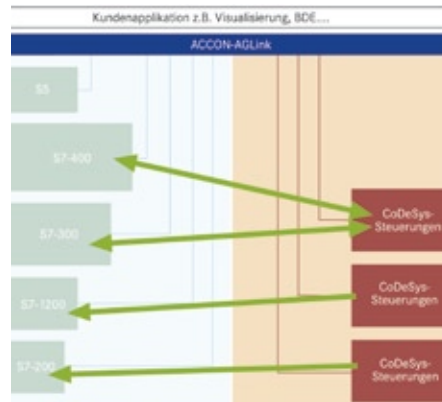 Kundenapplikation z.B. Visualisierung, BDE....
ACCON-AGLink
S5
S7-400
S7-300
S7-1200
S7-200
CoDeSys-
Steuerungen
CoDeSys-
Steuerungen
CoDeSys-
Steuerungen